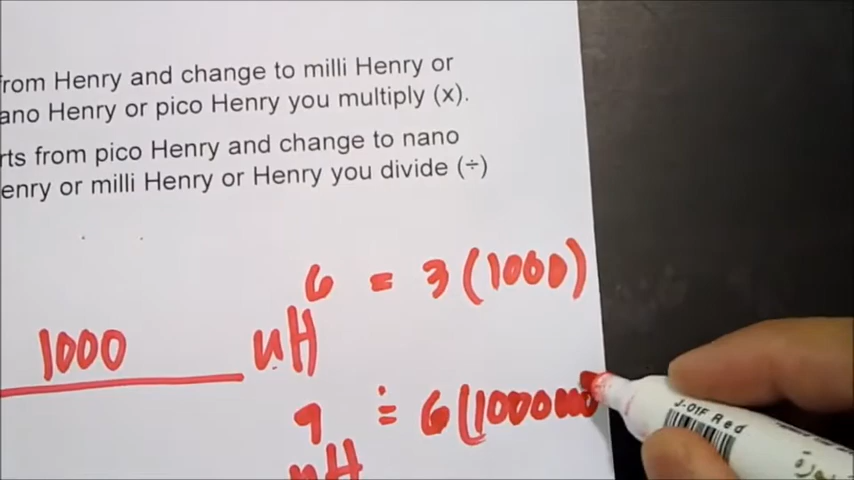 from Henry and change to milli Henry or
ano Henry or pico Henry you multiply (x).
rts from pico Henry and change to nano
enry or milli Henry or Henry, you divide (÷)
6 = 3 (1000)
1000 nH
9 = 6 (1000000
nH
J-01F Red